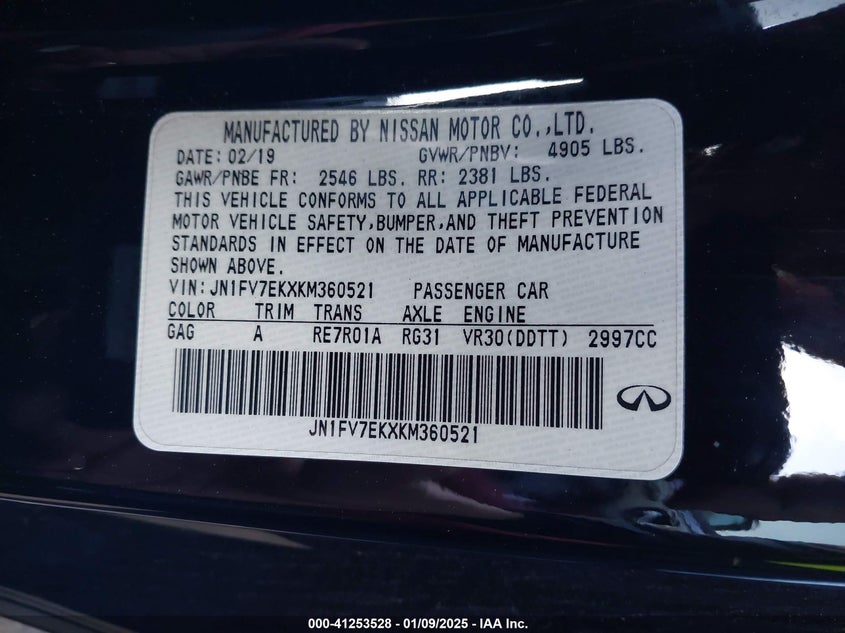 MANUFACTURED BY NISSAN MOTOR CO.,LTD.
DATE: 02/19 GVWR/PNBV: 4905 LBS.
GAWR/PNBE FR: 2546 LBS. RR: 2381 LBS.
THIS VEHICLE CONFORMS TO ALL APPLICABLE FEDERAL
MOTOR VEHICLE SAFETY,BUMPER,AND THEFT PREVENTION
STANDARDS IN EFFECT ON THE DATE OF MANUFACTURE
SHOWN ABOVE.
VIN: JN1FV7EKXKM360521 PASSENGER CAR
COLOR TRIM TRANS AXLE ENGINE
GAG A RE7R01A RG31 VR30(DDTT) 2997CC
JN1FV7EKXKM360521
000-41253528 - 01/09/2025 - IAA Inc.